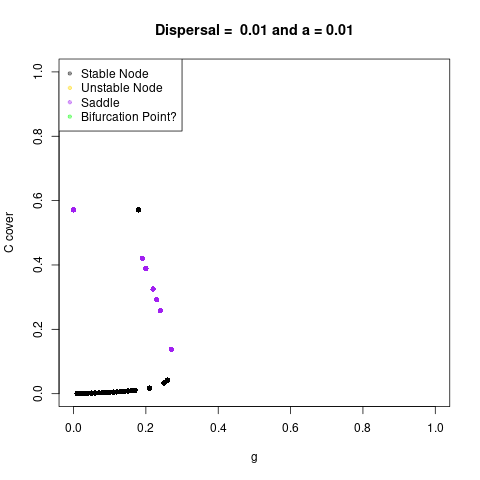 Dispersal =  0.01 and a = 0.01
Stable Node
Unstable Node
Saddle
Bifurcation Point?
C cover
1.0
0.8
0.6
0.4
0.2
0.0
0.0 0.2 0.4 0.6 0.8 1.0
g